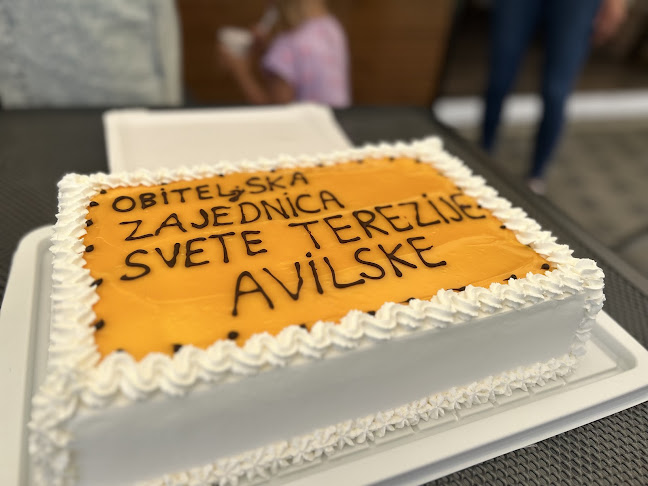 OBITELjSKA
ZAJEDNICA
SVETE TEREZIJE
AVILSKE